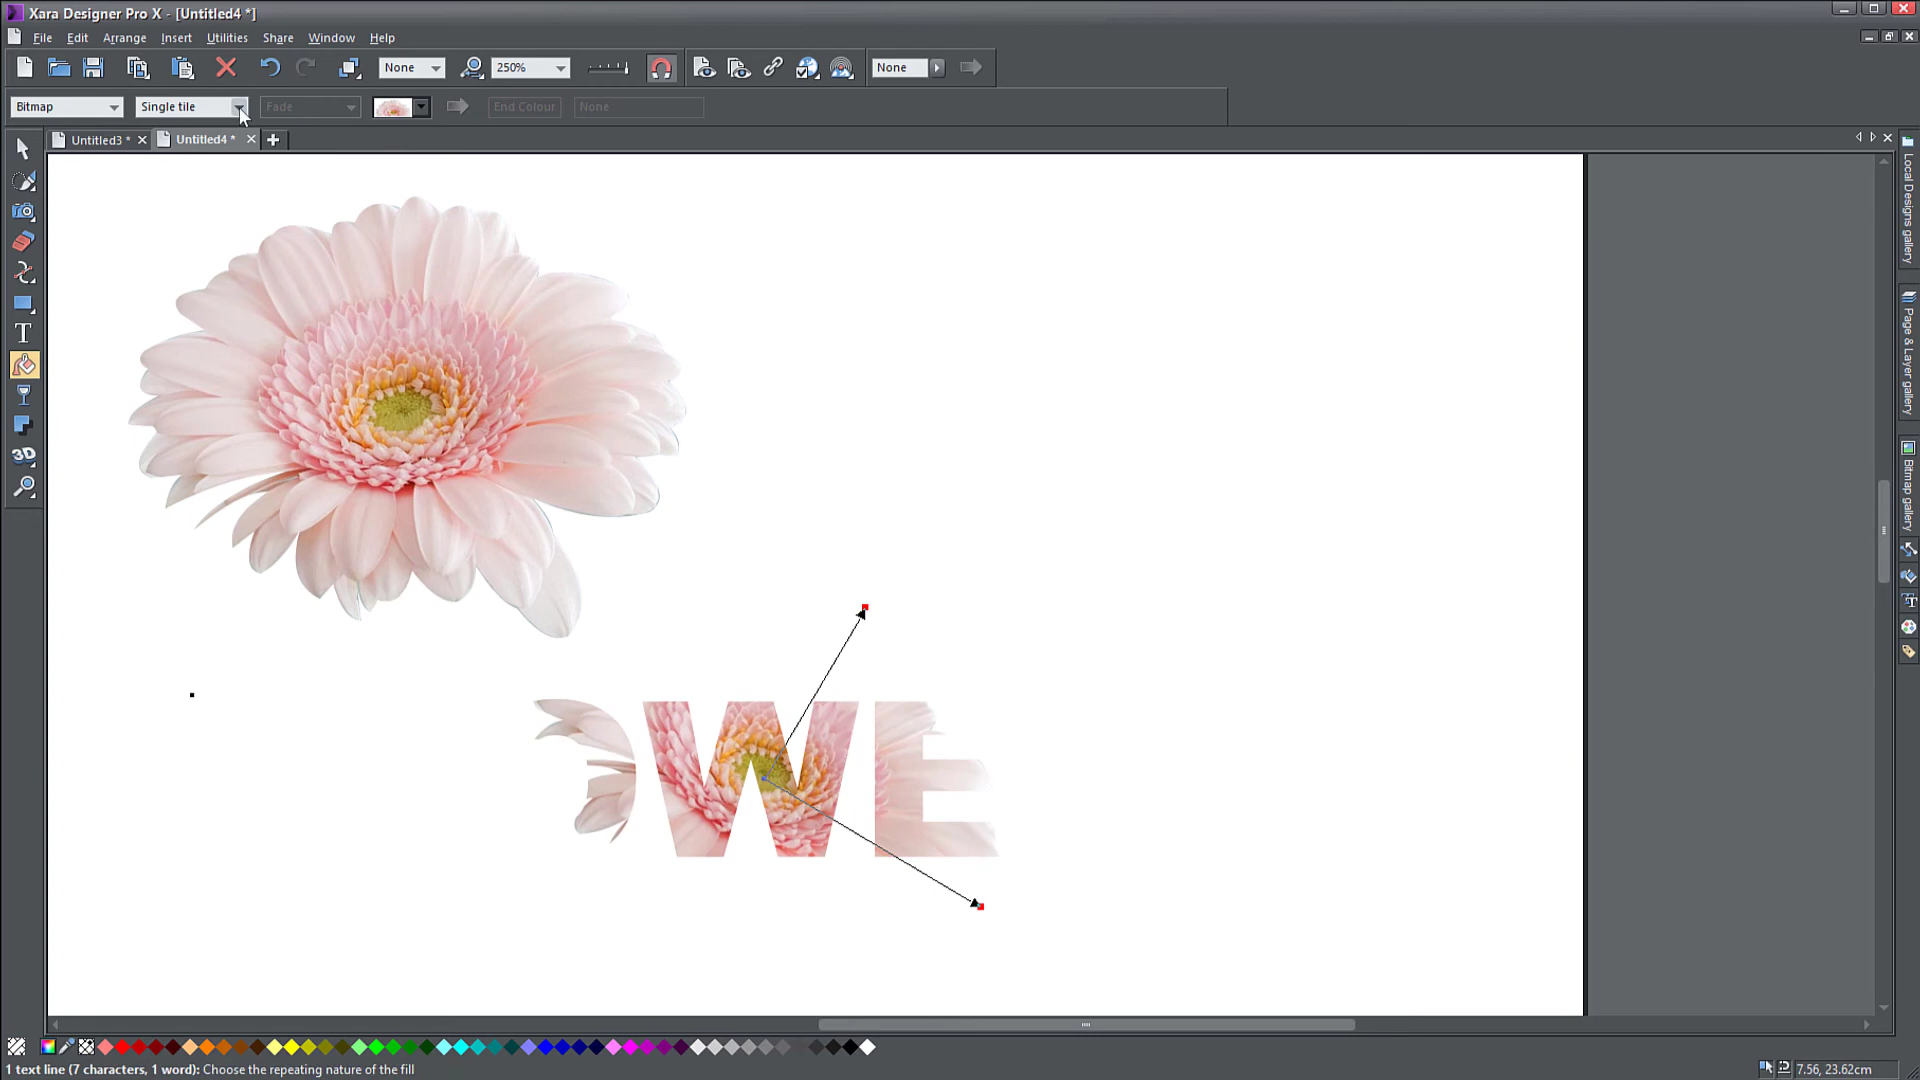 Xara Designer Pro X - [Untitled4 *]
File Edit Arrange Insert Utilities Share Window Help
None 250% None
Bitmap Single tile Fade End Colour None
Untitled3 * Untitled4 *
Local Designs gallery
Page & Layer gallery
Bitmap gallery
T
3D
OWE
1 text line (7 characters, 1 word): Choose the repeating nature of the fill
7.56, 23.62cm